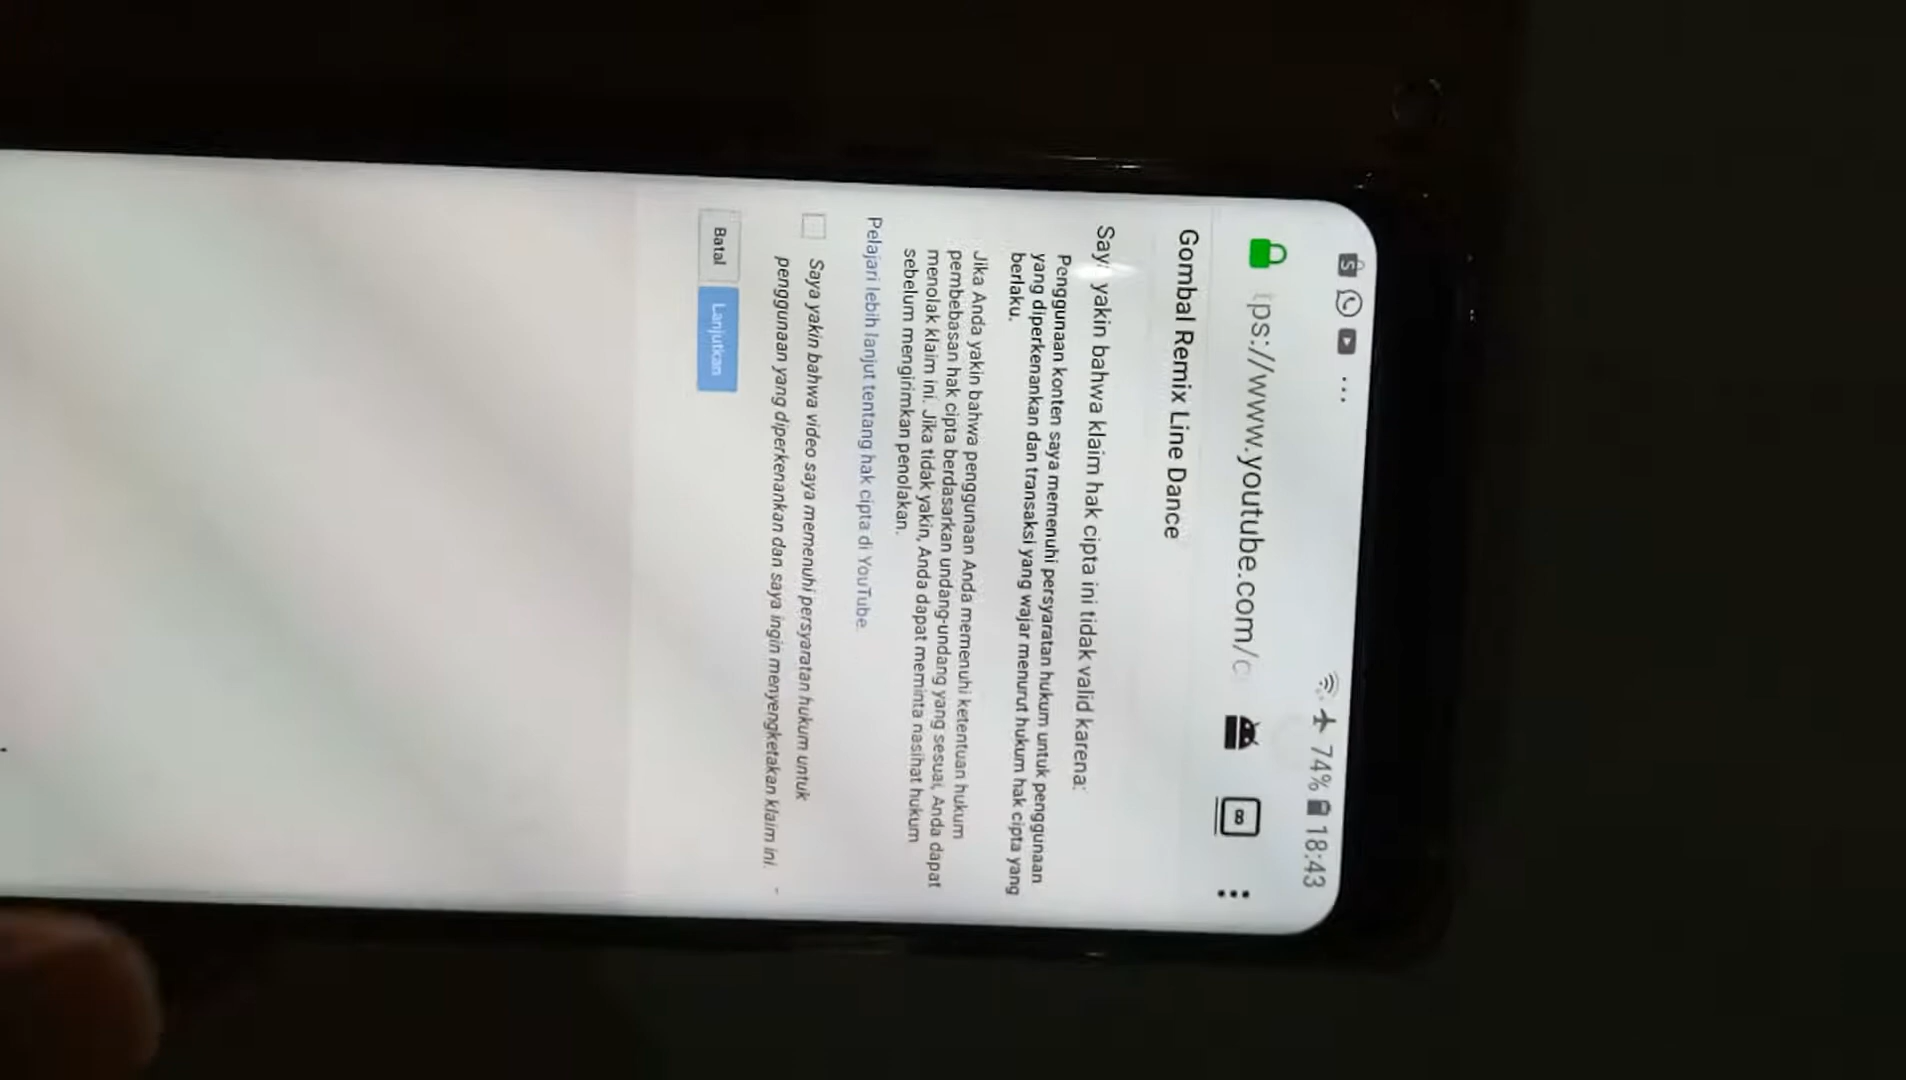 74% 18:43
tps://www.youtube.com/c
Gombal Remix Line Dance
Saya yakin bahwa klaim hak cipta ini tidak valid karena:
Penggunaan konten saya memenuhi persyaratan hukum untuk penggunaan
yang diperkenankan dan transaksi yang wajar menurut hukum hak cipta yang
berlaku.
Jika Anda yakin bahwa penggunaan Anda memenuhi ketentuan hukum
pembebasan hak cipta berdasarkan undang-undang yang sesuai, Anda dapat
menolak klaim ini. Jika tidak yakin, Anda dapat meminta nasihat hukum
sebelum mengirimkan penolakan.
Pelajari lebih lanjut tentang hak cipta di YouTube.
Saya yakin bahwa video saya memenuhi persyaratan hukum untuk
penggunaan yang diperkenankan dan saya ingin menyengketakan klaim ini.
Batal Lanjutkan